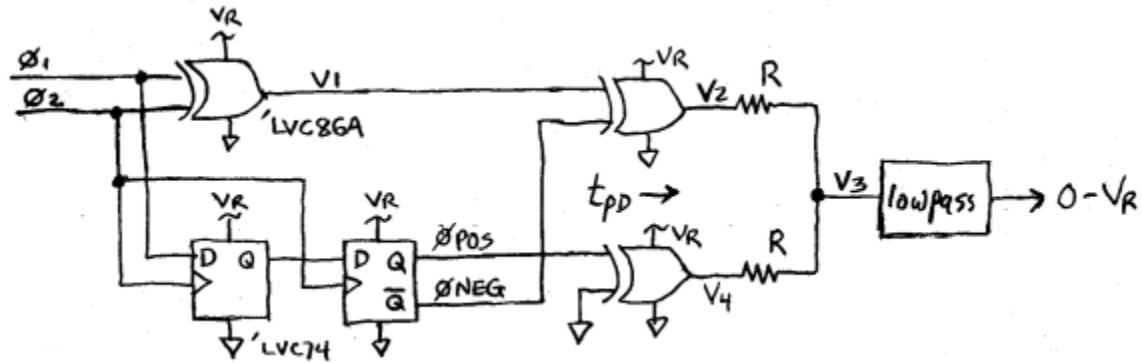 VR
Ø1
Ø2
V1
'LVC86A
VR
V2
R
tPD →
V3
lowpass
0-VR
VR
D Q
'LVC74
VR
D Q
Q̅
ØPOS
ØNEG
VR
V4
R